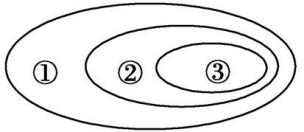 ① ② ③